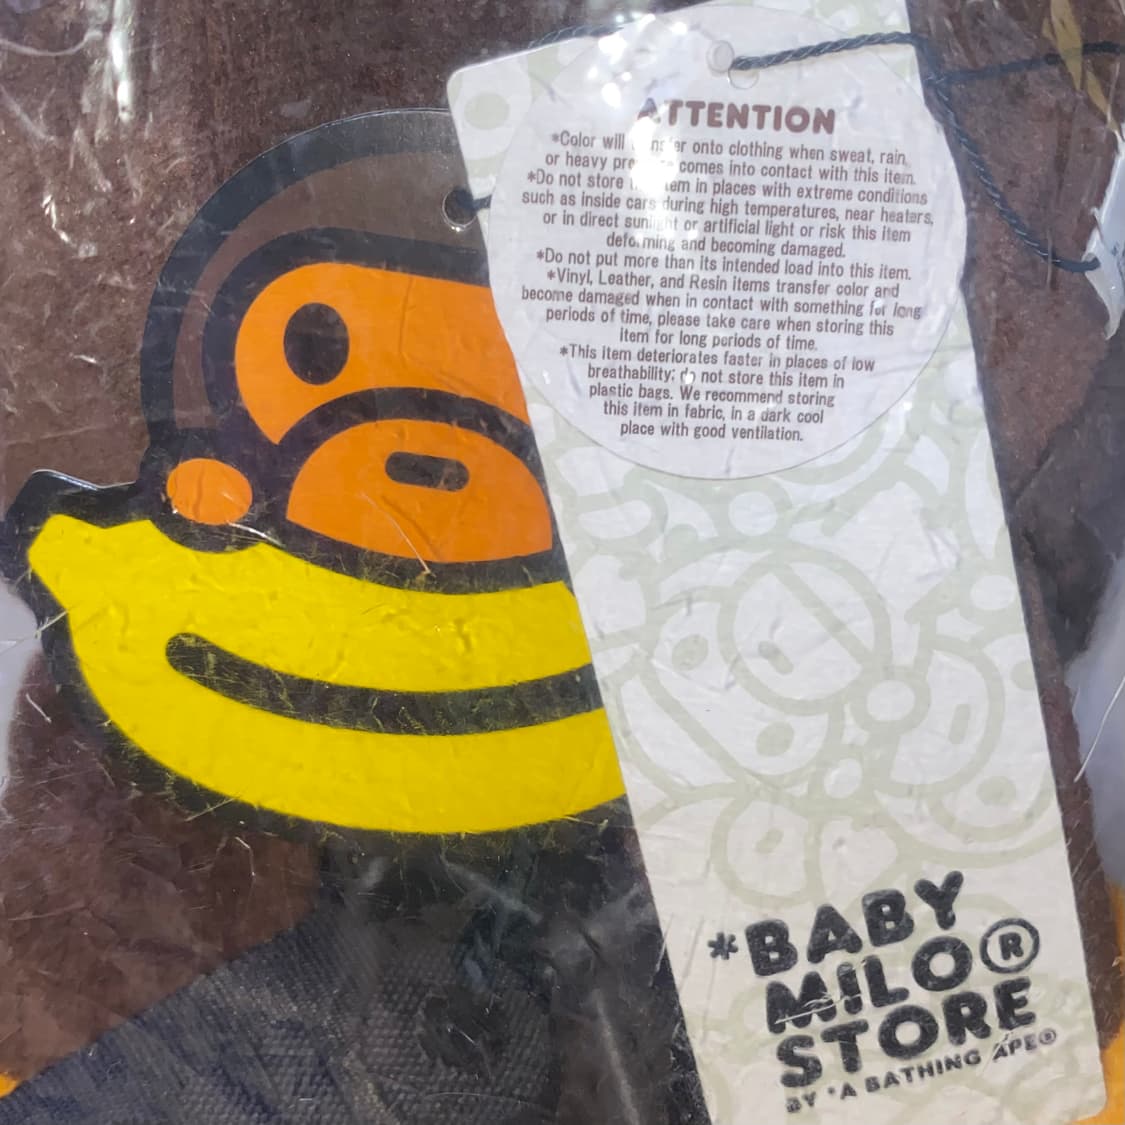 ATTENTION
*Color will onto clothing when sweat, rain,
or heavy comes into contact with this item.
*Do not store in places with extreme conditions
such as inside cars during high temperatures, near heaters,
or in direct sunlight or artificial light or risk this item
deforming and becoming damaged.
*Do not put more than its intended load into this item.
*Vinyl, Leather, and Resin items transfer color and
become damaged when in contact with something for long
periods of time, please take care when storing this
item for long periods of time.
*This item deteriorates faster in places of low
breathability; do not store this item in
plastic bags. We recommend storing
this item in fabric, in a dark cool
place with good ventilation.
*BABY
MILO®
STORE
BY *A BATHING APE®